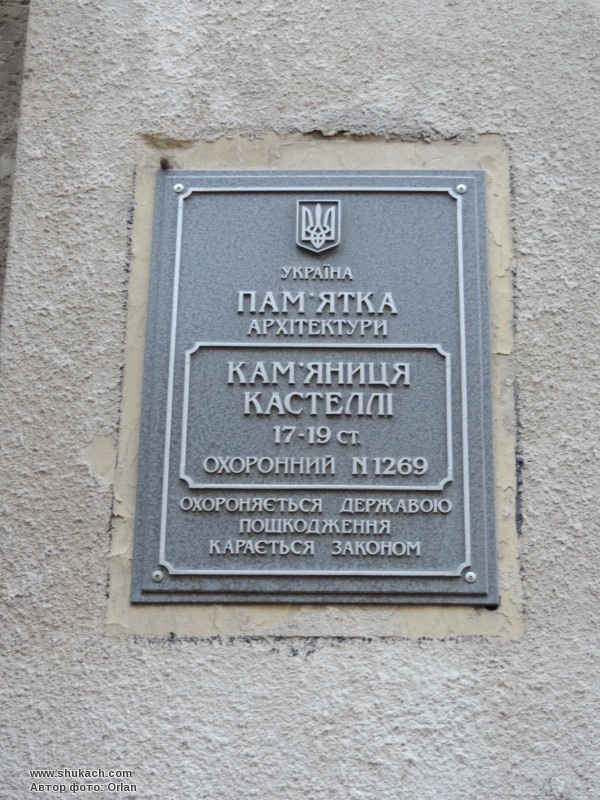 УКРАЇНА
ПАМ'ЯТКА
АРХІТЕКТУРИ
КАМ'ЯНИЦЯ
КАСТЕЛЛІ
17-19 СТ.
ОХОРОННИЙ N1269
ОХОРОНЯЄТЬСЯ ДЕРЖАВОЮ
ПОШКОДЖЕННЯ
КАРАЄТЬСЯ ЗАКОНОМ
www.shukach.com
Автор фото: Orlan